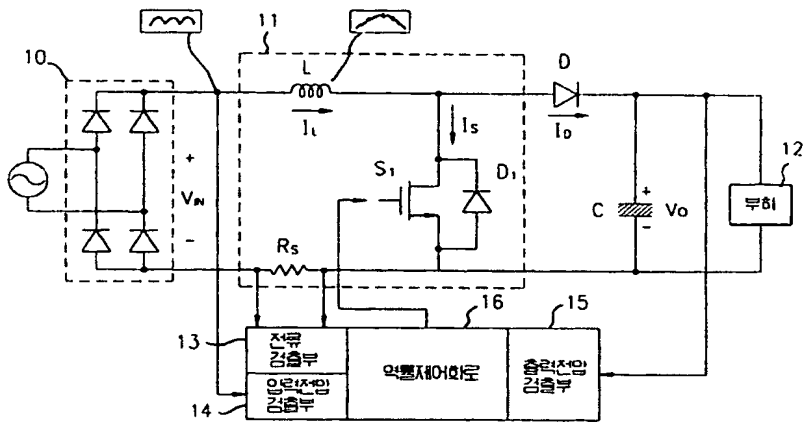 11
10
L
D
I_L
I_S
I_D
12
+
V_IN
-
S₁
D₁
C
+
-
V_O
부하
R_S
16
15
13
전류
검출부
역률제어회로
출력전압
검출부
14
입력전압
검출부